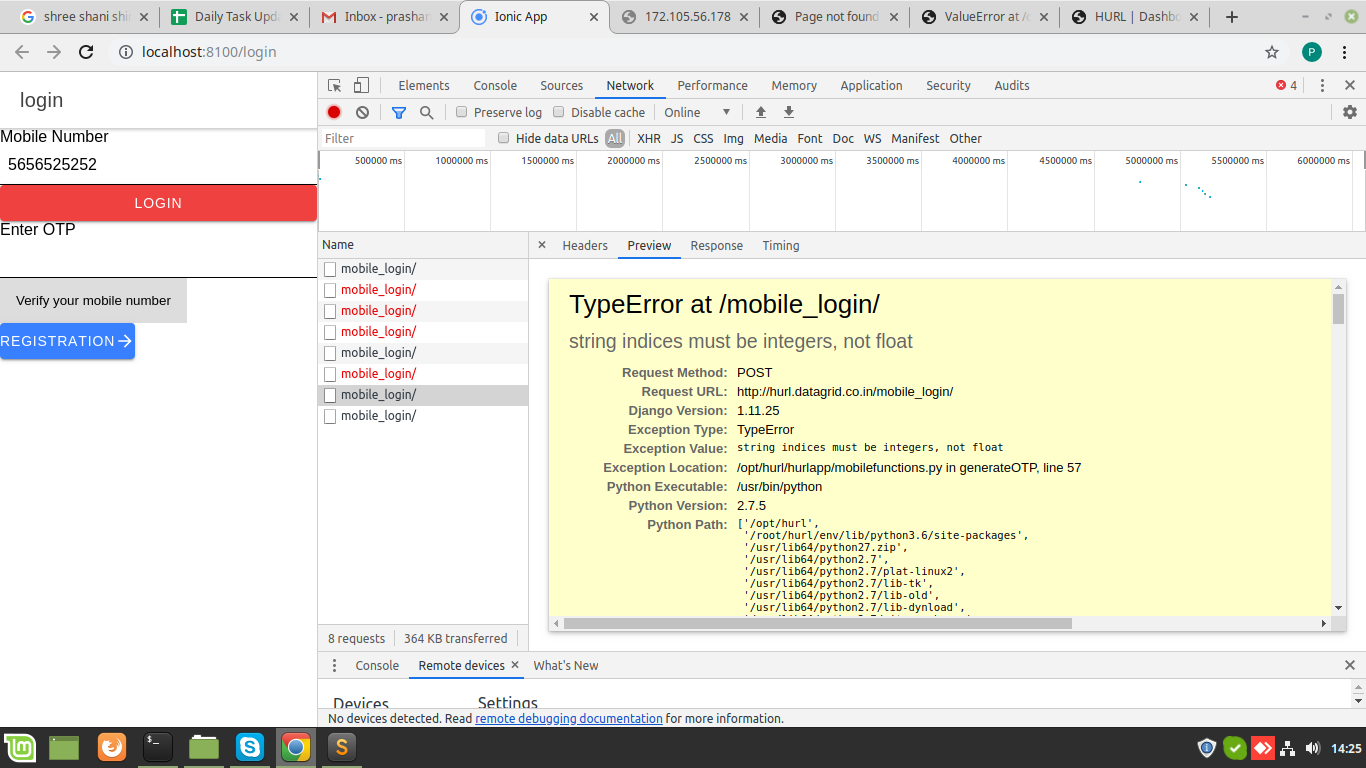 shree shani shi
Daily Task Upda
Inbox - prashan
Ionic App
172.105.56.178
Page not found
ValueError at /c
HURL | Dashbo
localhost:8100/login
P
login
Mobile Number
5656525252
LOGIN
Enter OTP
Verify your mobile number
REGISTRATION
Elements Console Sources Network Performance Memory Application Security Audits 4
Preserve log Disable cache Online
Filter Hide data URLs All XHR JS CSS Img Media Font Doc WS Manifest Other
500000 ms 1000000 ms 1500000 ms 2000000 ms 2500000 ms 3000000 ms 3500000 ms 4000000 ms 4500000 ms 5000000 ms 5500000 ms 6000000 ms
Name
mobile_login/
mobile_login/
mobile_login/
mobile_login/
mobile_login/
mobile_login/
mobile_login/
mobile_login/
8 requests 364 KB transferred
Headers Preview Response Timing
TypeError at /mobile_login/
string indices must be integers, not float
Request Method: POST
Request URL: http://hurl.datagrid.co.in/mobile_login/
Django Version: 1.11.25
Exception Type: TypeError
Exception Value: string indices must be integers, not float
Exception Location: /opt/hurl/hurlapp/mobilefunctions.py in generateOTP, line 57
Python Executable: /usr/bin/python
Python Version: 2.7.5
Python Path: ['/opt/hurl',
'/root/hurl/env/lib/python3.6/site-packages',
'/usr/lib64/python27.zip',
'/usr/lib64/python2.7',
'/usr/lib64/python2.7/plat-linux2',
'/usr/lib64/python2.7/lib-tk',
'/usr/lib64/python2.7/lib-old',
'/usr/lib64/python2.7/lib-dynload',
Console Remote devices What's New
Devices Settings
No devices detected. Read remote debugging documentation for more information.
14:25